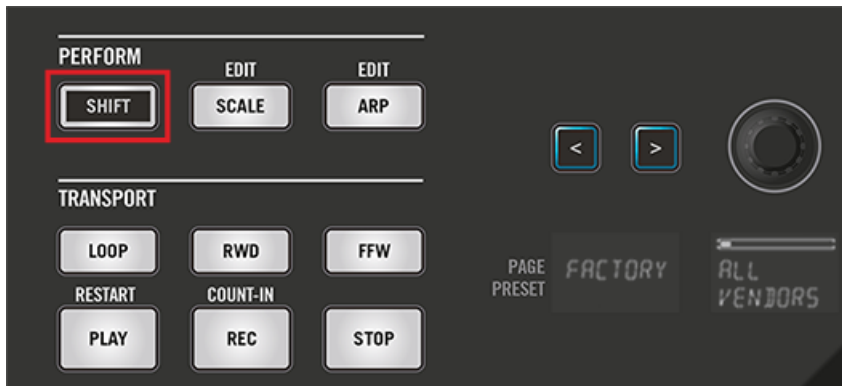 PERFORM
EDIT EDIT
SHIFT SCALE ARP
< >
TRANSPORT
LOOP RWD FFW
PAGE PRESET FACTORY ALL VENDORS
RESTART COUNT-IN
PLAY REC STOP